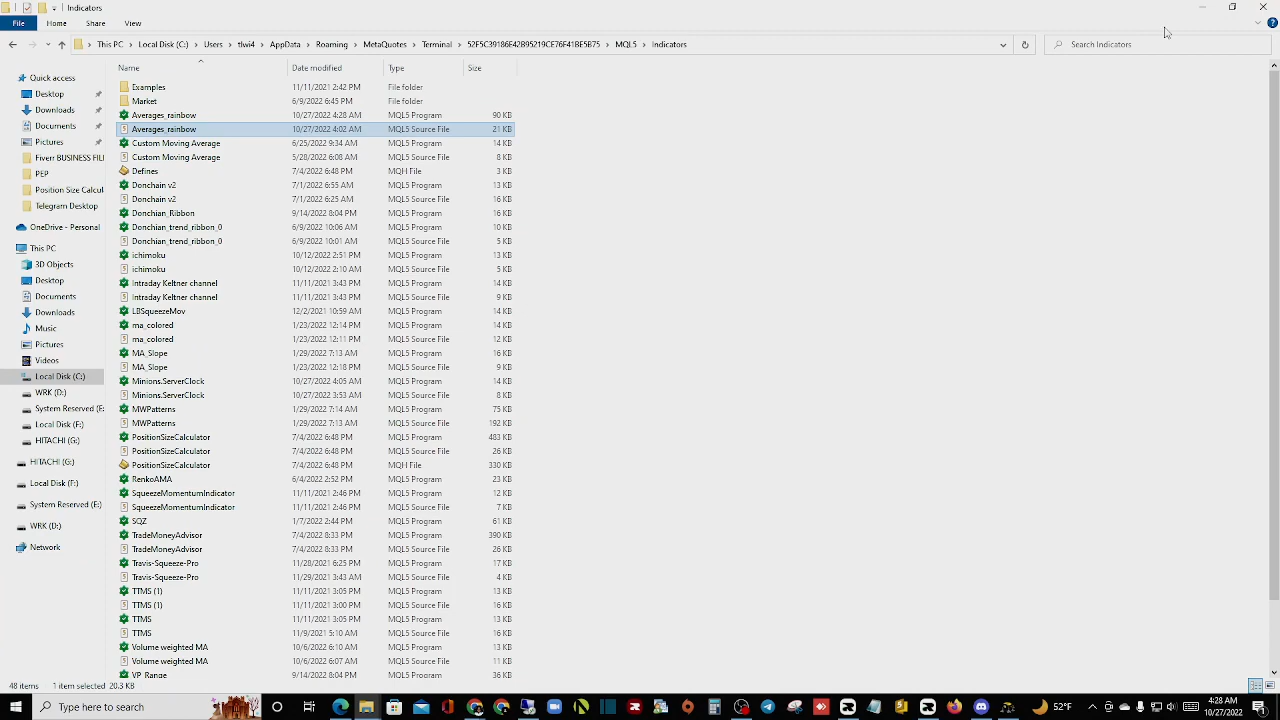 Indicators
File Home Share View
This PC Local Disk (C:) Users tlwi4 AppData Roaming MetaQuotes Terminal 52F5C39186E42B95219CE76F41BE5B75 MQL5 Indicators
Search Indicators
Quick access
Desktop
Downloads
Documents
Pictures
Fiverr BUSINESS FIL
PEP
Position Size Calcul
Telegram Desktop
OneDrive - Personal
This PC
3D Objects
Desktop
Documents
Downloads
Music
Pictures
Videos
Local Disk (C:)
WRK (D:)
System Reserved (E:
Local Disk (F:)
HITACHI (G:)
HITACHI (G:)
Local Disk (F:)
System Reserved (E:)
WRK (D:)
Network
Name Date modified Type Size
Examples 11/11/2021 2:42 PM File folder
Market 6/9/2022 6:45 PM File folder
Averages_rainbow 10/27/2022 4:28 AM MQL5 Program 90 KB
Averages_rainbow 10/27/2022 4:02 AM MQL5 Source File 21 KB
Custom Moving Average 6/25/2022 9:34 AM MQL5 Program 14 KB
Custom Moving Average 5/28/2022 6:08 AM MQL5 Source File 8 KB
Defines 7/4/2022 6:48 PM MQH File 3 KB
Donchain v2 7/1/2022 6:55 AM MQL5 Program 13 KB
Donchain v2 7/1/2022 6:25 AM MQL5 Source File 16 KB
Donchian_Ribbon 9/14/2022 8:04 PM MQL5 Program 16 KB
Donchian_trend_ribbon_0 6/9/2022 10:06 AM MQL5 Program 10 KB
Donchian_trend_ribbon_0 6/9/2022 10:01 AM MQL5 Source File 5 KB
ichimoku 10/12/2022 2:51 PM MQL5 Program 13 KB
ichimoku 10/12/2022 2:10 AM MQL5 Source File 5 KB
Intraday Keltner channel 11/11/2021 3:43 PM MQL5 Program 14 KB
Intraday Keltner channel 11/11/2021 3:43 PM MQL5 Source File 9 KB
LBSqueezeMov 12/2/2021 10:59 AM MQL5 Program 14 KB
ma_colored 1/23/2022 12:14 PM MQL5 Program 14 KB
ma_colored 1/23/2022 12:11 PM MQL5 Source File 12 KB
MA_Slope 1/29/2022 7:13 AM MQL5 Program 16 KB
MA_Slope 1/23/2022 12:18 PM MQL5 Source File 9 KB
Minions.ServerClock 10/27/2022 4:05 AM MQL5 Program 14 KB
Minions.ServerClock 10/27/2022 3:53 AM MQL5 Source File 8 KB
MWPatterns 1/29/2022 7:14 AM MQL5 Program 75 KB
MWPatterns 1/29/2022 7:13 AM MQL5 Source File 192 KB
PositionSizeCalculator 7/4/2022 6:48 PM MQL5 Program 483 KB
PositionSizeCalculator 7/4/2022 6:48 PM MQL5 Source File 26 KB
PositionSizeCalculator 7/4/2022 6:48 PM MQH File 330 KB
RenkoAMA 6/4/2022 2:52 PM MQL5 Program 23 KB
SqueezeMomentumIndicator 11/11/2021 2:46 PM MQL5 Program 12 KB
SqueezeMomentumIndicator 11/11/2021 2:46 PM MQL5 Source File 7 KB
SQZ 1/7/2022 2:44 PM MQL5 Program 61 KB
TradeMoneyAdvisor 7/4/2022 8:33 PM MQL5 Program 390 KB
TradeMoneyAdvisor 7/4/2022 8:33 PM MQL5 Source File 26 KB
Travis-Squeeze-Pro 11/28/2021 6:25 PM MQL5 Program 17 KB
Travis-Squeeze-Pro 11/29/2021 3:43 AM MQL5 Source File 4 KB
TTMS (1) 11/11/2021 3:05 PM MQL5 Program 13 KB
TTMS (1) 11/11/2021 3:00 PM MQL5 Source File 16 KB
TTMS 11/11/2021 3:05 PM MQL5 Program 13 KB
TTMS 11/9/2021 5:10 AM MQL5 Source File 16 KB
Volume weighted MA 10/6/2022 6:10 AM MQL5 Program 13 KB
Volume weighted MA 10/6/2022 6:07 AM MQL5 Source File 11 KB
VP_Range 9/14/2022 8:04 PM MQL5 Program 36 KB
48 items 1 item selected 20.3 KB
Type here to search
52°F
4:28 AM
10/27/2022